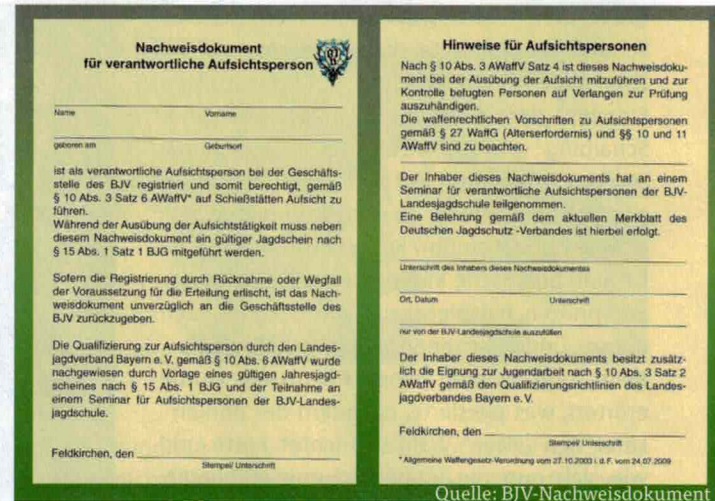 Nachweisdokument
für verantwortliche Aufsichtsperson
Name Vorname
geboren am Geburtsort
ist als verantwortliche Aufsichtsperson bei der Geschäfts-
stelle des BJV registriert und somit berechtigt, gemäß
§ 10 Abs. 3 Satz 6 AWaffV* auf Schießstätten Aufsicht zu
führen.
Während der Ausübung der Aufsichtstätigkeit muss neben
diesem Nachweisdokument ein gültiger Jagdschein nach
§ 15 Abs. 1 Satz 1 BJG mitgeführt werden.
Sofern die Registrierung durch Rücknahme oder Wegfall
der Voraussetzung für die Erteilung erlischt, ist das Nach-
weisdokument unverzüglich an die Geschäftsstelle des
BJV zurückzugeben.
Die Qualifizierung zur Aufsichtsperson durch den Landes-
jagdverband Bayern e. V. gemäß § 10 Abs. 6 AWaffV wurde
nachgewiesen durch Vorlage eines gültigen Jahresjagd-
scheines nach § 15 Abs. 1 BJG und der Teilnahme an
einem Seminar für Aufsichtspersonen der BJV-Landes-
jagdschule.
Feldkirchen, den
Stempel/ Unterschrift
Hinweise für Aufsichtspersonen
Nach § 10 Abs. 3 AWaffV Satz 4 ist dieses Nachweisdoku-
ment bei der Ausübung der Aufsicht mitzuführen und zur
Kontrolle befugten Personen auf Verlangen zur Prüfung
auszuhändigen.
Die waffenrechtlichen Vorschriften zu Aufsichtspersonen
gemäß § 27 WaffG (Alterserfordernis) und §§ 10 und 11
AWaffV sind zu beachten.
Der Inhaber dieses Nachweisdokuments hat an einem
Seminar für verantwortliche Aufsichtspersonen der BJV-
Landesjagdschule teilgenommen.
Eine Belehrung gemäß dem aktuellen Merkblatt des
Deutschen Jagdschutz -Verbandes ist hierbei erfolgt.
Unterschrift des Inhabers dieses Nachweisdokumentes
Ort, Datum Unterschrift
nur von der BJV-Landesjagdschule auszufüllen
Der Inhaber dieses Nachweisdokuments besitzt zusätz-
lich die Eignung zur Jugendarbeit nach § 10 Abs. 3 Satz 2
AWaffV gemäß den Qualifizierungsrichtlinien des Landes-
jagdverbandes Bayern e. V.
Feldkirchen, den
Stempel/ Unterschrift
* Allgemeine Waffengesetz-Verordnung vom 27.10.2003 i. d. F. vom 24.07.2009
Quelle: BJV-Nachweisdokument